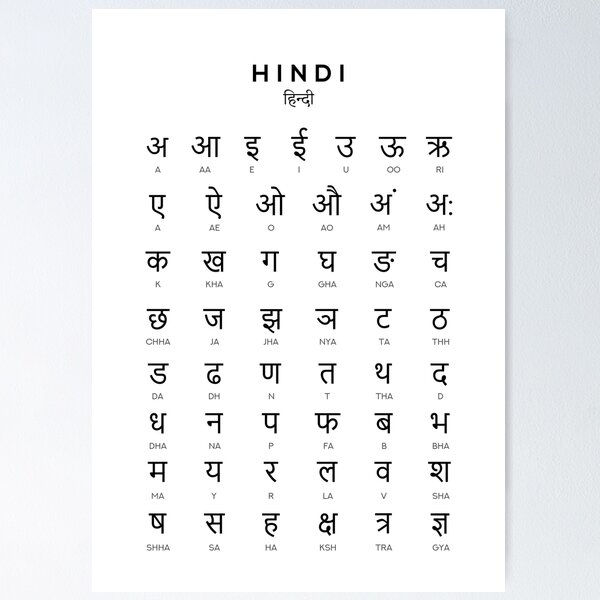 HINDI
हिन्दी
अ आ इ ई उ ऊ ऋ
A AA E I U OO RI
ए ऐ ओ औ अं अः
A AE O AO AM AH
क ख ग घ ङ च
K KHA G GHA NGA CA
छ ज झ ञ ट ठ
CHHA JA JHA NYA TA THH
ड ढ ण त थ द
DA DH N T THA D
ध न प फ ब भ
DHA NA P FA B BHA
म य र ल व श
MA Y R LA V SHA
ष स ह क्ष त्र ज्ञ
SHHA SA HA KSH TRA GYA